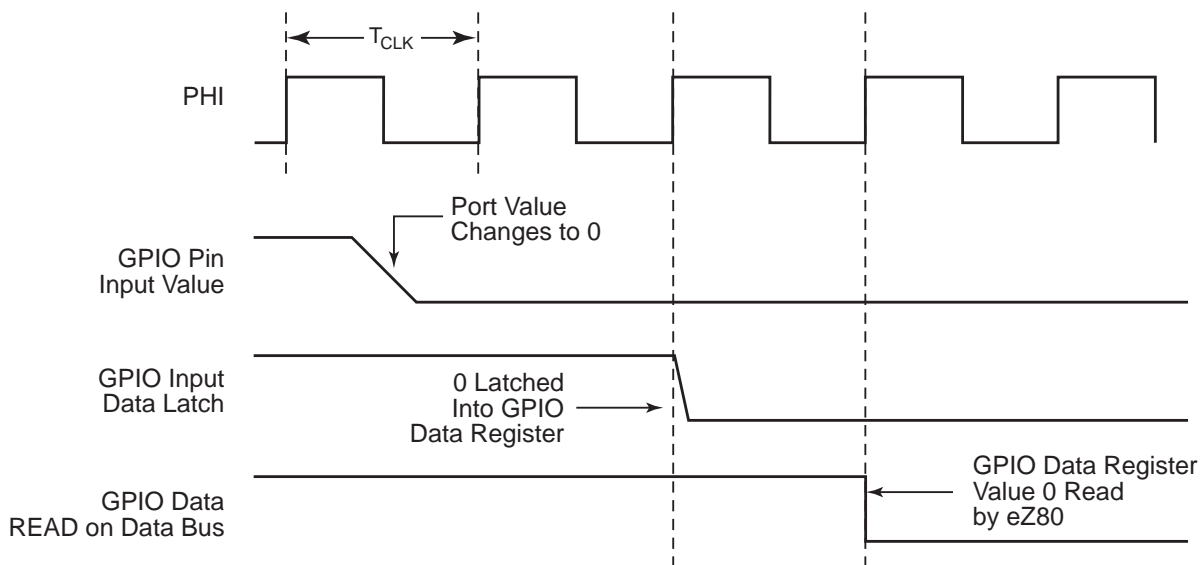 T_CLK
PHI
Port Value
Changes to 0
GPIO Pin
Input Value
GPIO Input
Data Latch
0 Latched
Into GPIO
Data Register
GPIO Data
READ on Data Bus
GPIO Data Register
Value 0 Read
by eZ80